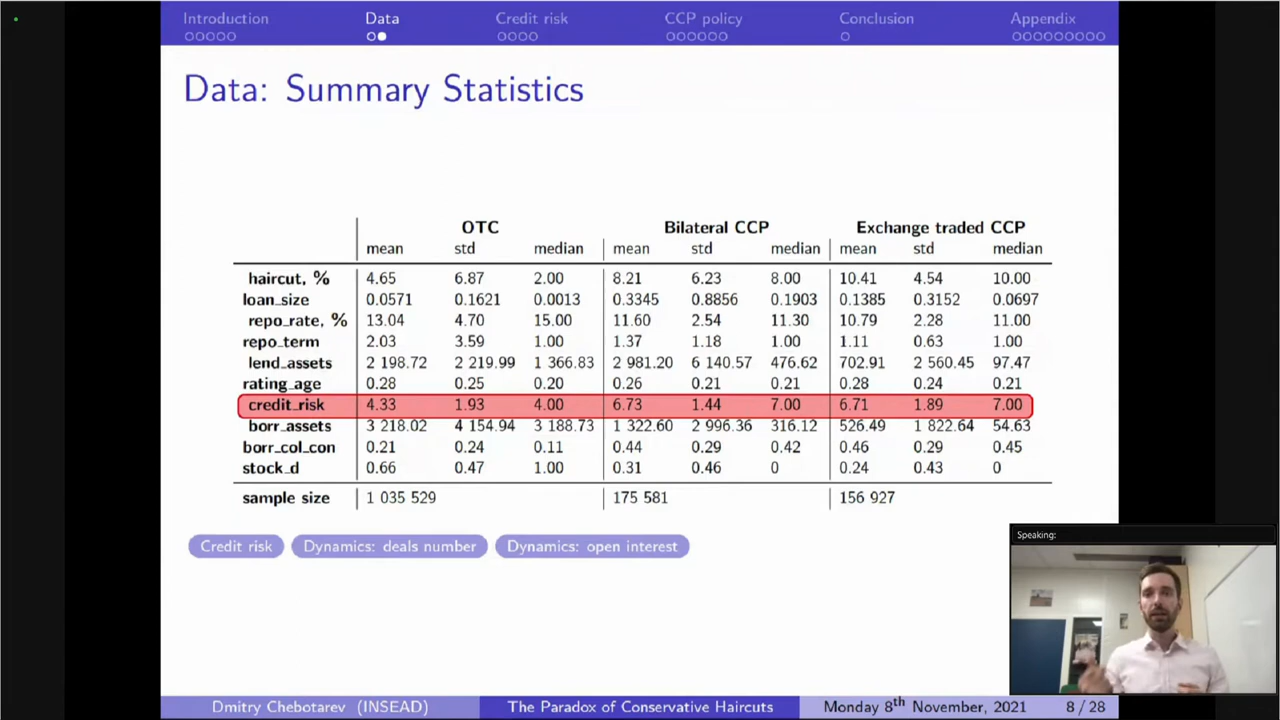 Introduction Data Credit risk CCP policy Conclusion Appendix
Data: Summary Statistics
OTC Bilateral CCP Exchange traded CCP
mean std median mean std median mean std median
haircut, % 4.65 6.87 2.00 8.21 6.23 8.00 10.41 4.54 10.00
loan_size 0.0571 0.1621 0.0013 0.3345 0.8856 0.1903 0.1385 0.3152 0.0697
repo_rate, % 13.04 4.70 15.00 11.60 2.54 11.30 10.79 2.28 11.00
repo_term 2.03 3.59 1.00 1.37 1.18 1.00 1.11 0.63 1.00
lend_assets 2 198.72 2 219.99 1 366.83 2 981.20 6 140.57 476.62 702.91 2 560.45 97.47
rating_age 0.28 0.25 0.20 0.26 0.21 0.21 0.28 0.24 0.21
credit_risk 4.33 1.93 4.00 6.73 1.44 7.00 6.71 1.89 7.00
borr_assets 3 218.02 4 154.94 3 188.73 1 322.60 2 996.36 316.12 526.49 1 822.64 54.63
borr_col_con 0.21 0.24 0.11 0.44 0.29 0.42 0.46 0.29 0.45
stock_d 0.66 0.47 1.00 0.31 0.46 0 0.24 0.43 0
sample size 1 035 529 175 581 156 927
Credit risk Dynamics: deals number Dynamics: open interest
Speaking:
Dmitry Chebotarev (INSEAD) The Paradox of Conservative Haircuts Monday 8th November, 2021 8 / 28